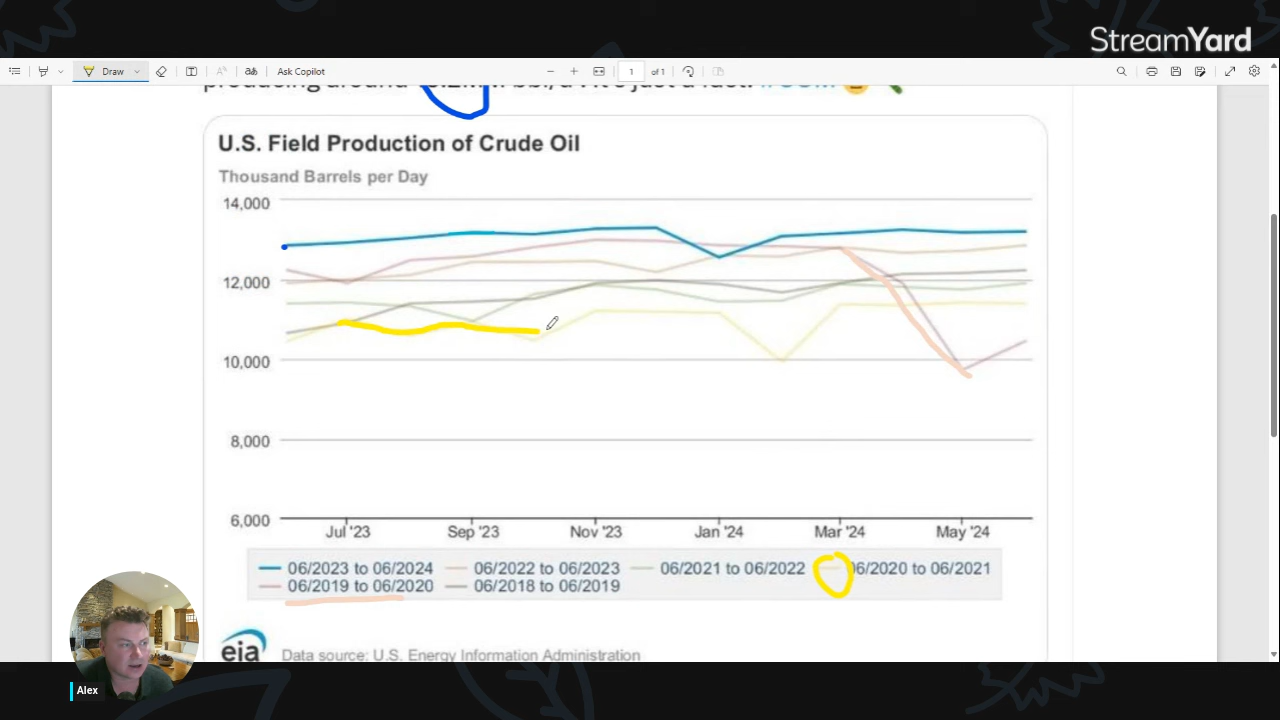 StreamYard
Draw
Ask Copilot
1 of 1
producing around
U.S. Field Production of Crude Oil
Thousand Barrels per Day
14,000
12,000
10,000
8,000
6,000
Jul '23 Sep '23 Nov '23 Jan '24 Mar '24 May '24
06/2023 to 06/2024 06/2022 to 06/2023 06/2021 to 06/2022 06/2020 to 06/2021
06/2019 to 06/2020 06/2018 to 06/2019
eia Data source: U.S. Energy Information Administration
Alex